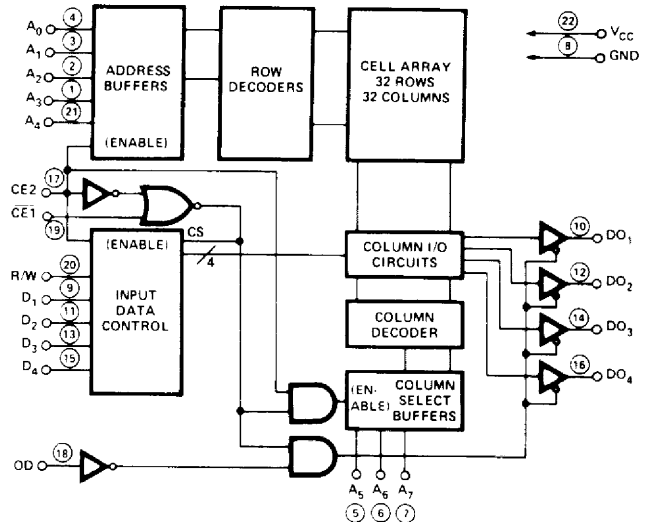 A0 4
A1 3
A2 2
A3 1
A4 21
ADDRESS
BUFFERS
(ENABLE)
ROW
DECODERS
CELL ARRAY
32 ROWS
32 COLUMNS
22 VCC
8 GND
CE2 17
CE1 19
(ENABLE)
CS
4
R/W 20
D1 9
D2 11
D3 13
D4 15
INPUT
DATA
CONTROL
COLUMN I/O
CIRCUITS
COLUMN
DECODER
(EN-
ABLE)
COLUMN
SELECT
BUFFERS
10 DO1
12 DO2
14 DO3
16 DO4
OD 18
A5 A6 A7
5 6 7